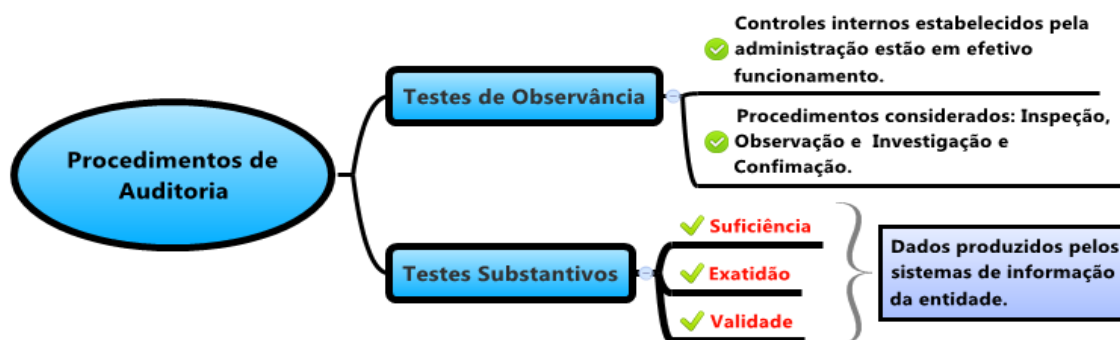 Procedimentos de
Auditoria
Testes de Observância
Controles internos estabelecidos pela
administração estão em efetivo
funcionamento.
Procedimentos considerados: Inspeção,
Observação e Investigação e
Confimação.
Testes Substantivos
Suficiência
Exatidão
Validade
Dados produzidos pelos
sistemas de informação
da entidade.